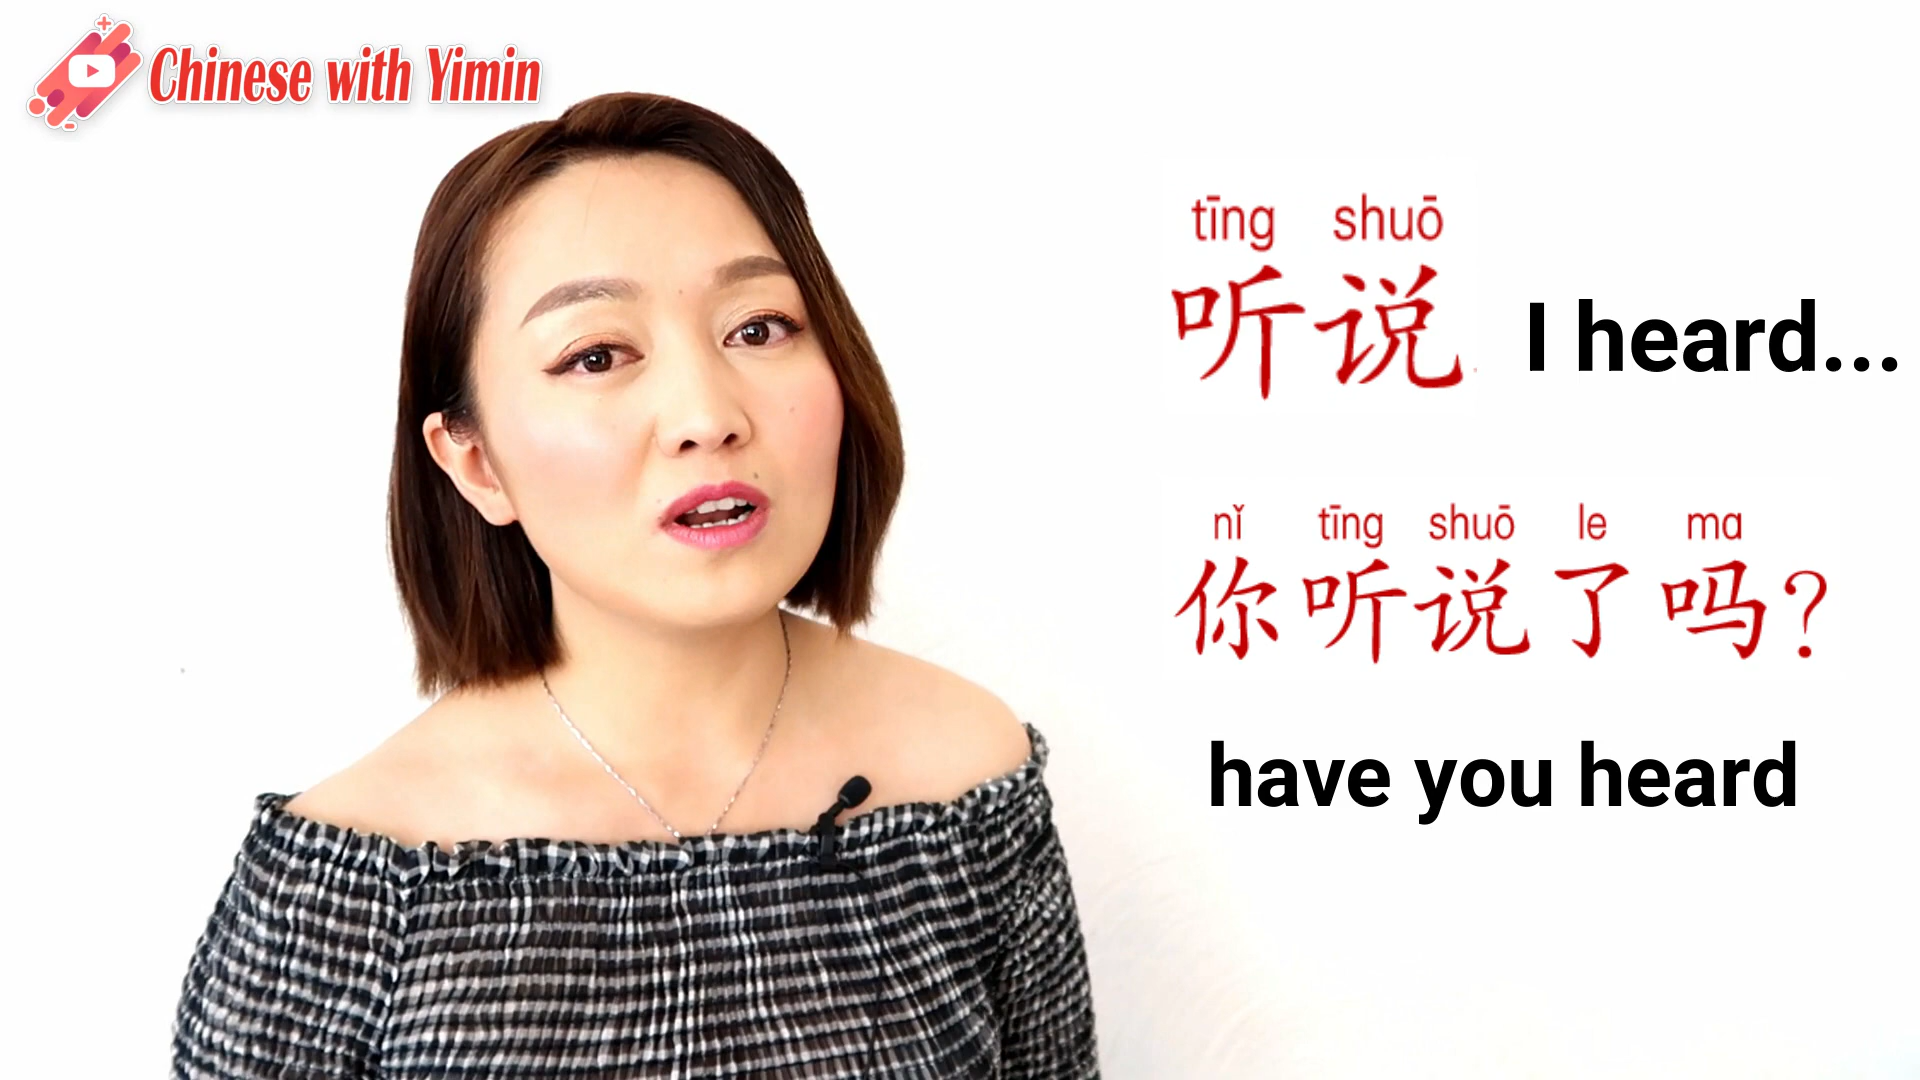 Chinese with Yimin
tīng shuō
听说
I heard...
nǐ tīng shuō le ma
你听说了吗?
have you heard